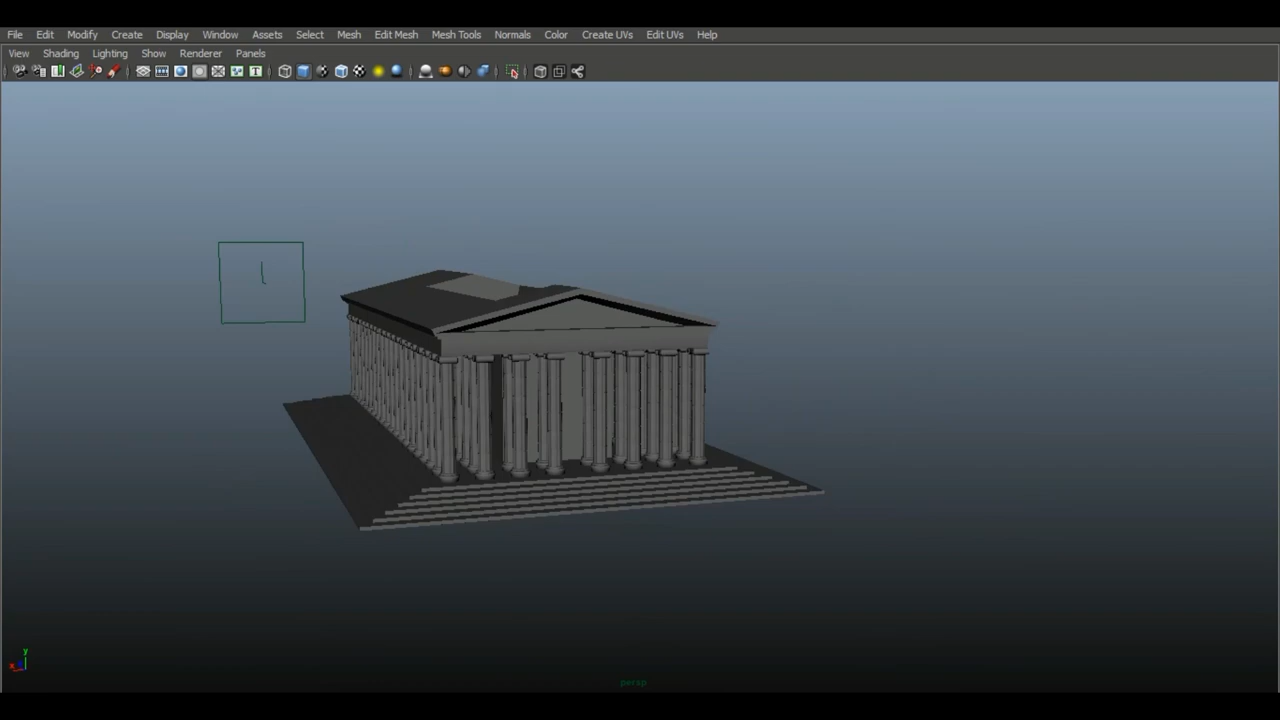 File Edit Modify Create Display Window Assets Select Mesh Edit Mesh Mesh Tools Normals Color Create UVs Edit UVs Help
View Shading Lighting Show Renderer Panels
T
y
x
persp